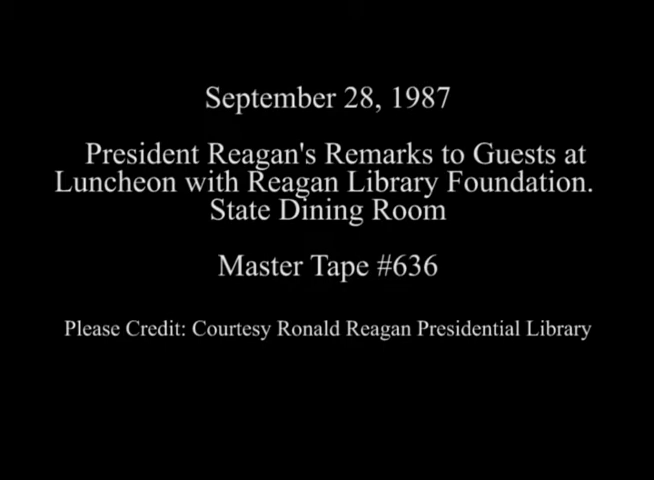 September 28, 1987
President Reagan's Remarks to Guests at
Luncheon with Reagan Library Foundation.
State Dining Room
Master Tape #636
Please Credit: Courtesy Ronald Reagan Presidential Library